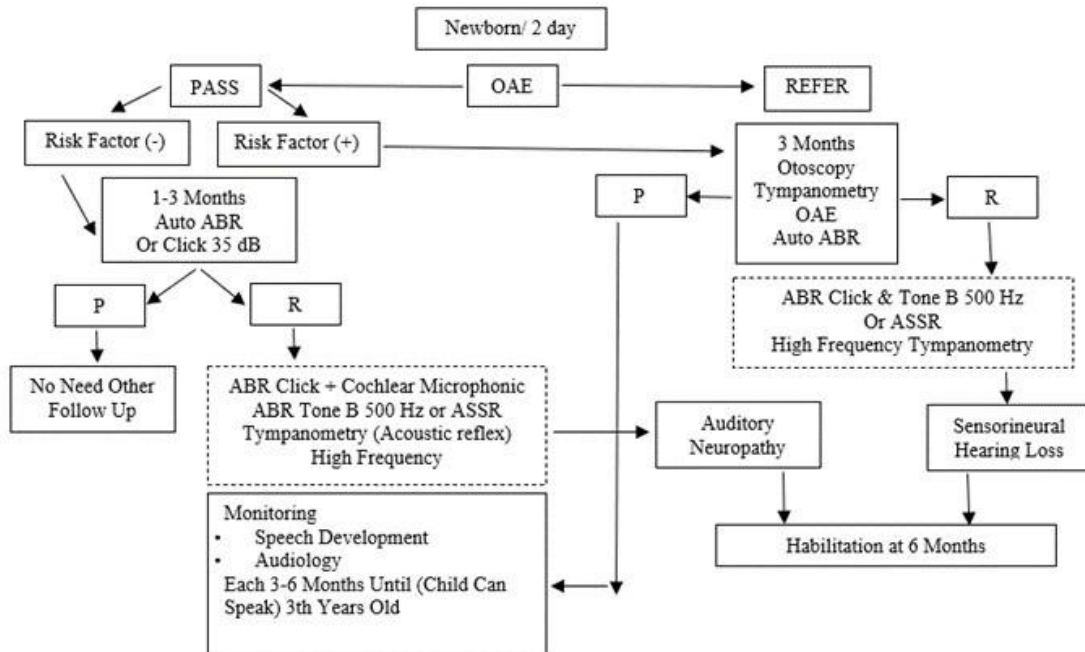 Newborn/ 2 day
PASS
OAE
REFER
Risk Factor (-)
Risk Factor (+)
3 Months
Otoscopy
Tympanometry
OAE
Auto ABR
P
R
1-3 Months
Auto ABR
Or Click 35 dB
P
R
ABR Click & Tone B 500 Hz
Or ASSR
High Frequency Tympanometry
No Need Other
Follow Up
ABR Click + Cochlear Microphonic
ABR Tone B 500 Hz or ASSR
Tympanometry (Acoustic reflex)
High Frequency
Auditory
Neuropathy
Sensorineural
Hearing Loss
Monitoring
• Speech Development
• Audiology
Each 3-6 Months Until (Child Can
Speak) 3th Years Old
Habilitation at 6 Months